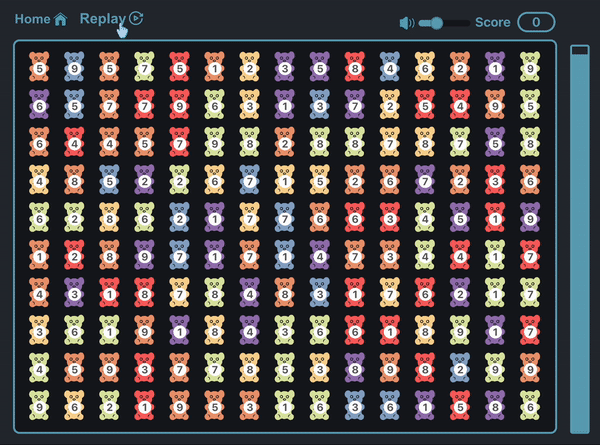 Home Replay Score 0
5 9 5 7 5 1 2 3 5 8 4 6 2 1 9
6 5 7 7 9 6 3 1 3 7 2 5 4 9 5
6 4 4 5 7 9 8 2 8 8 7 8 7 5 8
4 8 5 2 2 6 7 1 5 2 6 7 2 3 6
6 2 8 6 2 1 7 7 6 6 3 4 5 1 9
1 2 8 9 7 1 7 1 4 7 3 4 4 1 7
4 3 1 8 7 8 4 8 3 1 7 6 2 1 7
3 6 1 9 1 8 4 3 6 6 1 8 9 1 7
4 5 9 3 7 7 8 5 3 8 9 8 2 9 9
9 6 2 1 9 5 3 1 6 3 6 1 5 8 6